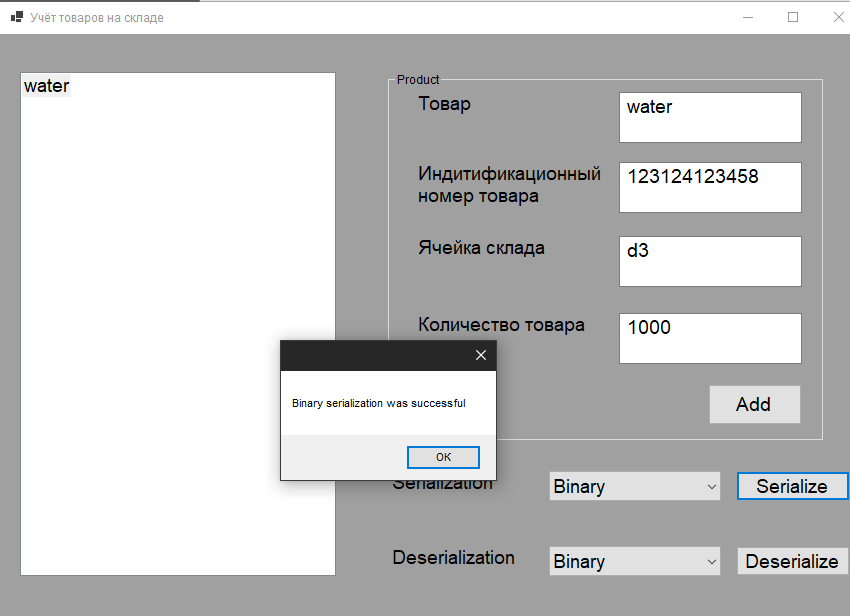 Учёт товаров на складе
water
Product
Товар
water
Индитификационный
номер товара
123124123458
Ячейка склада
d3
Количество товара
1000
Add
Binary serialization was successful
OK
Serialization
Binary
Serialize
Deserialization
Binary
Deserialize